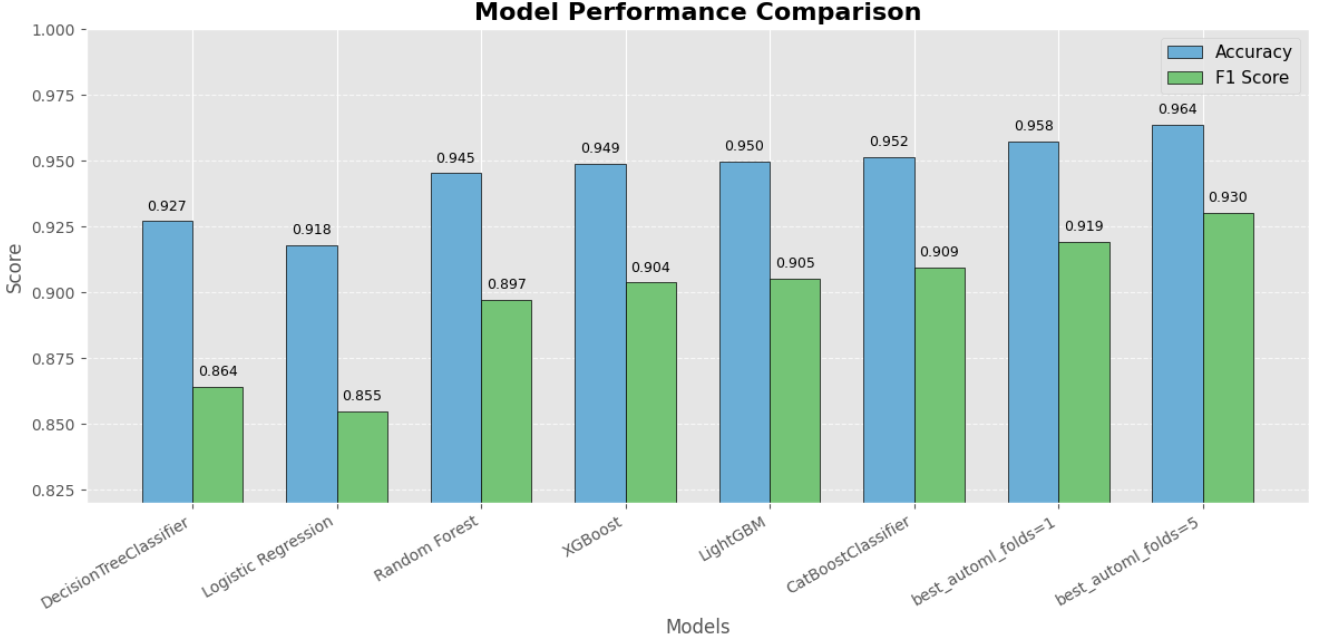 Model Performance Comparison
Accuracy
F1 Score
Score
1.000
0.975
0.950
0.925
0.900
0.875
0.850
0.825
0.927
0.864
0.918
0.855
0.945
0.897
0.949
0.904
0.950
0.905
0.952
0.909
0.958
0.919
0.964
0.930
DecisionTreeClassifier
Logistic Regression
Random Forest
XGBoost
LightGBM
CatBoostClassifier
best_automl_folds=1
best_automl_folds=5
Models